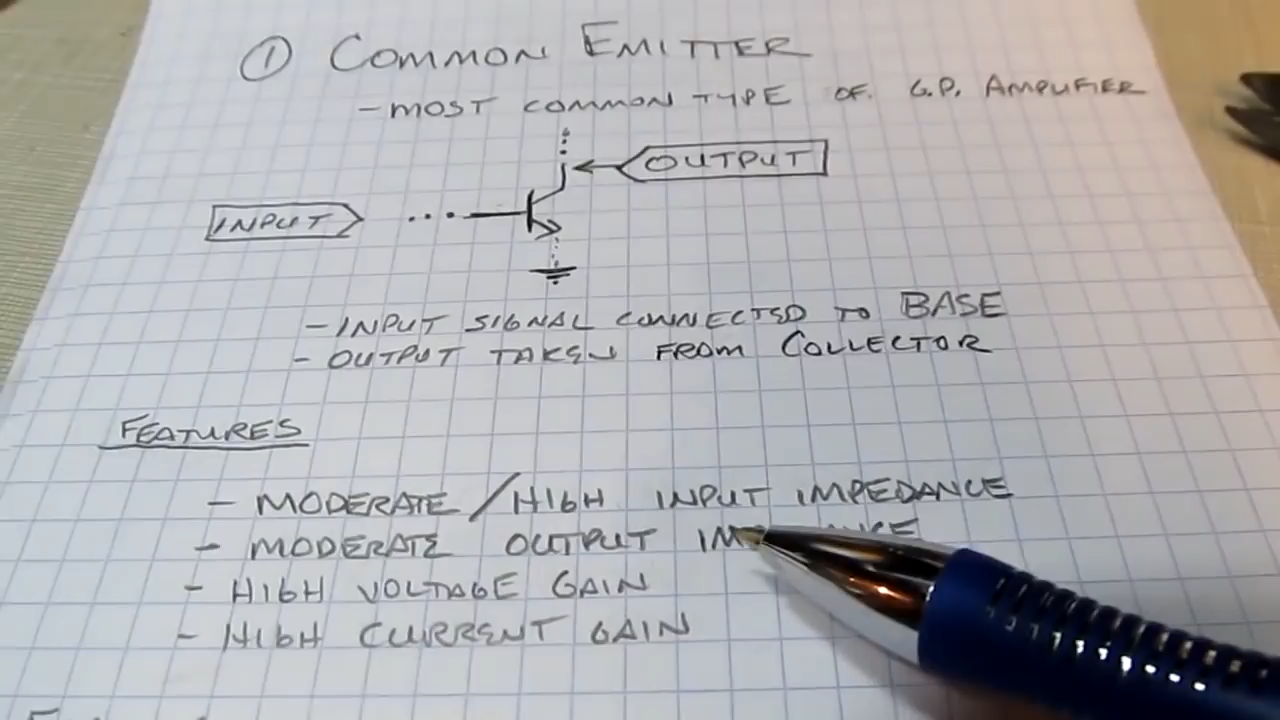 ① COMMON EMITTER
- MOST COMMON TYPE OF. G.P. AMPLIFIER
OUTPUT
INPUT
- INPUT SIGNAL CONNECTED TO BASE
- OUTPUT TAKEN FROM COLLECTOR
FEATURES
- MODERATE / HIGH INPUT IMPEDANCE
- MODERATE OUTPUT
- HIGH VOLTAGE GAIN
- HIGH CURRENT GAIN